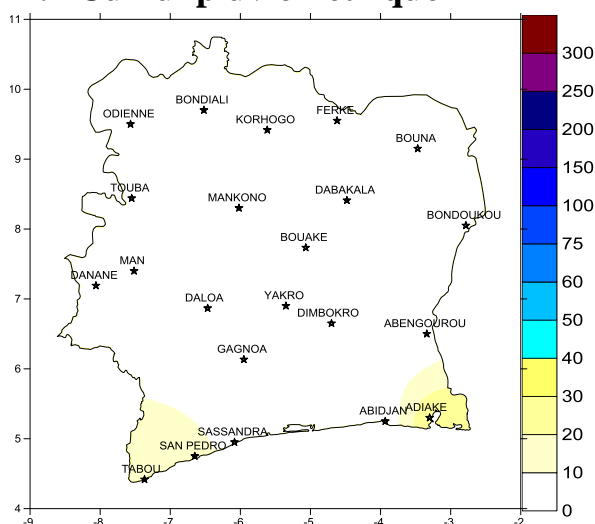 11
10
9
8
7
6
5
4
-9
-8
-7
-6
-5
-4
-3
-2
BONDIALI
ODIENNE
KORHOGO
FERKE
BOUNA
TOUBA
MANKONO
DABAKALA
BONDOUKOU
BOUAKE
MAN
DANANE
DALOA
YAKRO
DIMBOKRO
ABENGOUROU
GAGNOA
ABIDJAN
ADIAKE
SASSANDRA
SAN PEDRO
TABOU
300
250
200
150
100
75
60
50
40
30
20
10
0